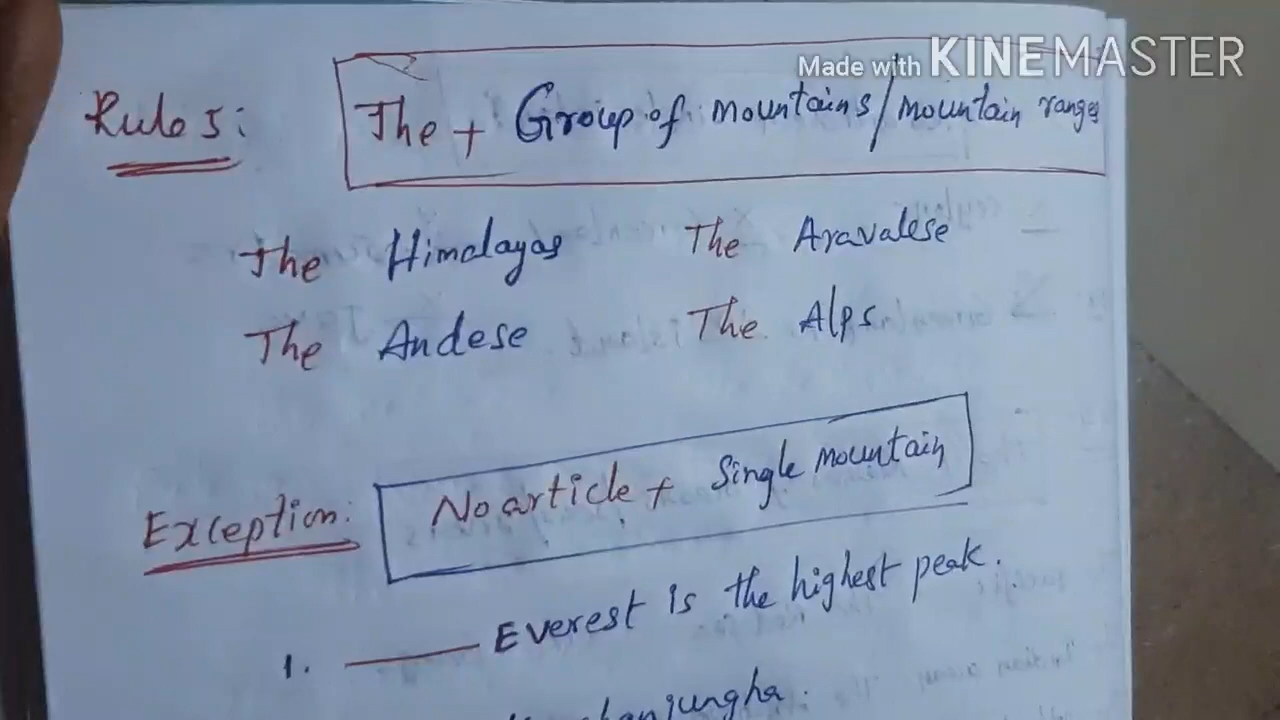 Made with KINEMASTER
Rule 5: The + Group of mountains/mountain ranges
The Himalayas The Aravalese
The Andese The Alps
Exception: No article + Single mountain
1. ____ Everest is the highest peak.